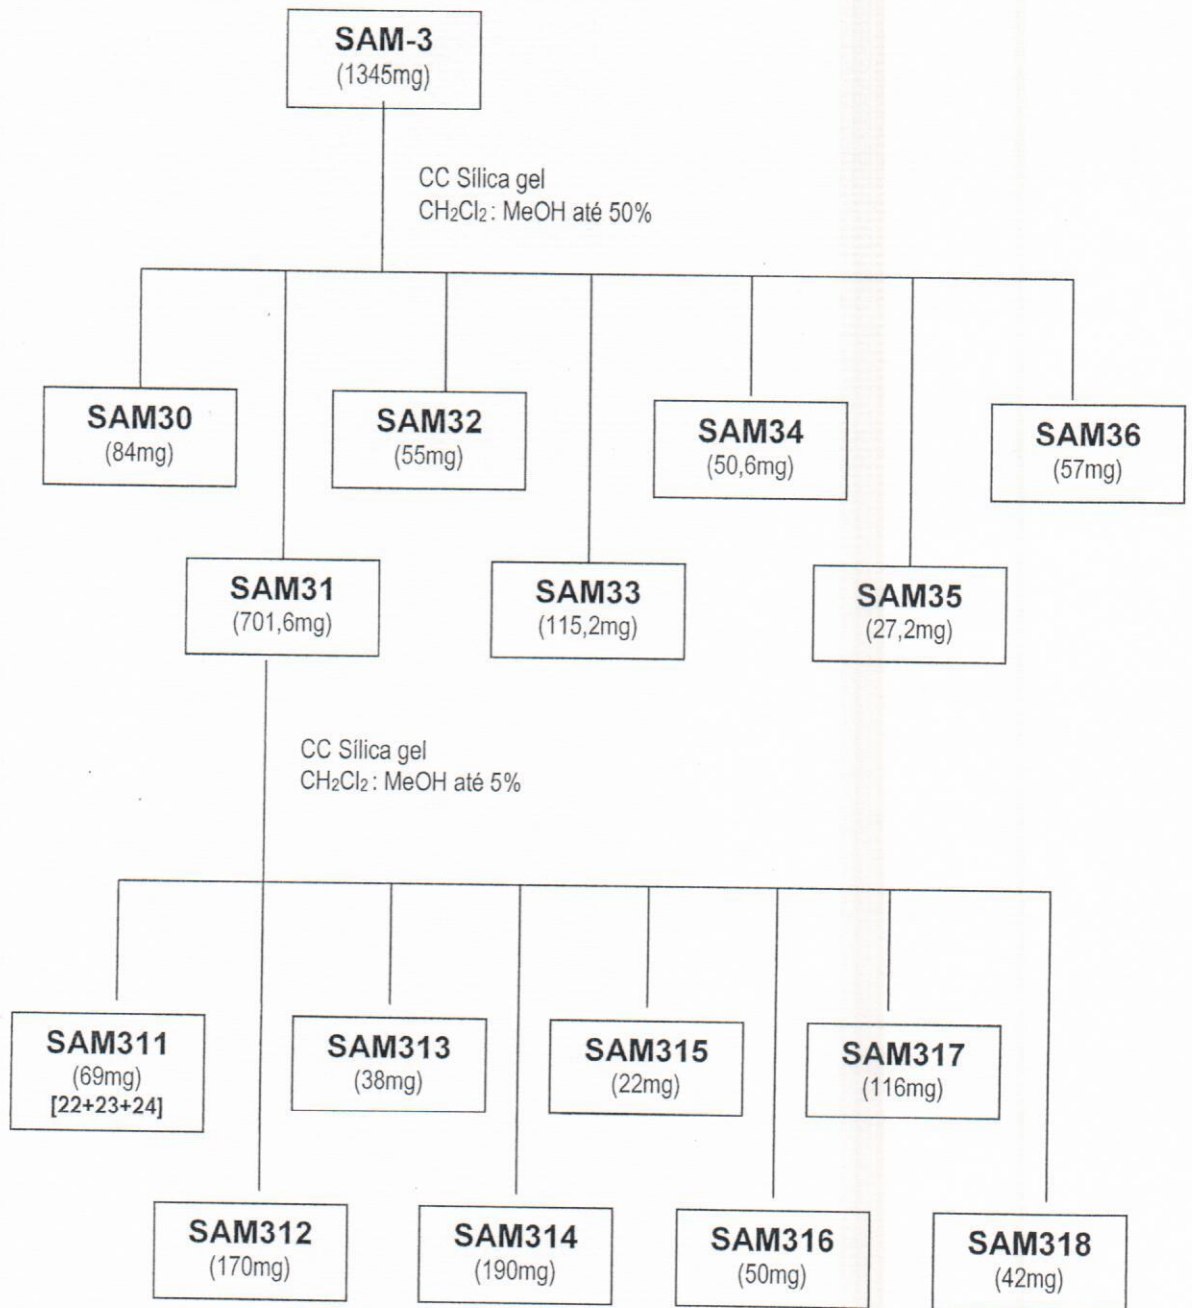 SAM-3
(1345mg)
CC Sílica gel
CH₂Cl₂ : MeOH até 50%
SAM30
(84mg)
SAM32
(55mg)
SAM34
(50,6mg)
SAM36
(57mg)
SAM31
(701,6mg)
SAM33
(115,2mg)
SAM35
(27,2mg)
CC Sílica gel
CH₂Cl₂ : MeOH até 5%
SAM311
(69mg)
[22+23+24]
SAM313
(38mg)
SAM315
(22mg)
SAM317
(116mg)
SAM312
(170mg)
SAM314
(190mg)
SAM316
(50mg)
SAM318
(42mg)